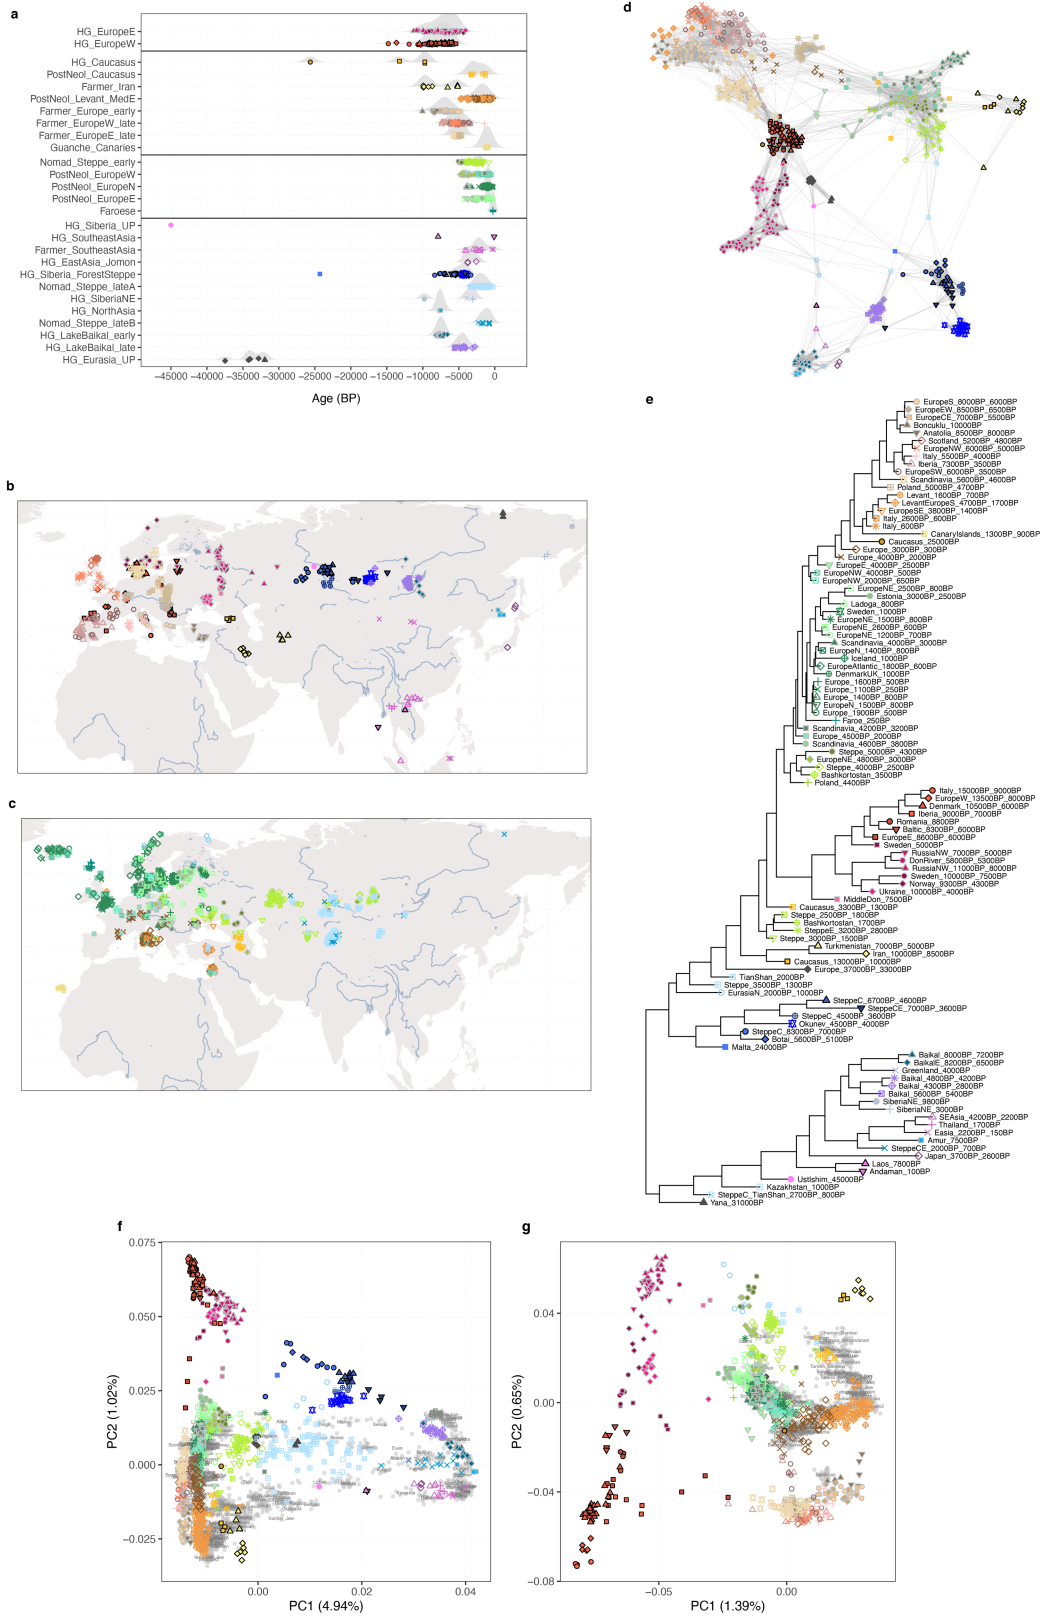 a
HG_EuropeE
HG_EuropeW
HG_Caucasus
PostNeol_Caucasus
Farmer_Iran
PostNeol_Levant_MedE
Farmer_Europe_early
Farmer_EuropeW_late
Farmer_EuropeE_late
Guanche_Canaries
Nomad_Steppe_early
PostNeol_EuropeW
PostNeol_EuropeN
PostNeol_EuropeE
Faroese
HG_Siberia_UP
HG_SoutheastAsia
Farmer_SoutheastAsia
HG_EastAsia_Jomon
HG_Siberia_ForestSteppe
Nomad_Steppe_lateA
HG_SiberiaNE
HG_NorthAsia
Nomad_Steppe_lateB
HG_LakeBaikal_early
HG_LakeBaikal_late
HG_Eurasia_UP
−45000 −40000 −35000 −30000 −25000 −20000 −15000 −10000 −5000 0
Age (BP)
b
c
d
e
EuropeS_8000BP_6000BP
EuropeEW_8500BP_6500BP
EuropeCE_7000BP_5500BP
Boncuklu_10000BP
Anatolia_8500BP_8000BP
Scotland_5200BP_4800BP
EuropeNW_6000BP_5000BP
Italy_5500BP_4000BP
Iberia_7300BP_3500BP
EuropeSW_6000BP_3500BP
Scandinavia_5600BP_4600BP
Poland_5000BP_4700BP
Levant_1600BP_700BP
LevantEuropeS_4700BP_1700BP
EuropeSE_3800BP_1400BP
Italy_2600BP_600BP
Italy_600BP
CanaryIslands_1300BP_900BP
Caucasus_25000BP
Europe_3000BP_300BP
Europe_4000BP_2000BP
EuropeE_4000BP_2500BP
EuropeNW_4000BP_500BP
EuropeNW_2000BP_650BP
EuropeNE_2500BP_800BP
Estonia_3000BP_2500BP
Ladoga_800BP
Sweden_1000BP
EuropeNE_1500BP_800BP
EuropeNE_2600BP_600BP
EuropeNE_1200BP_700BP
Scandinavia_4000BP_3000BP
EuropeN_1400BP_800BP
Iceland_1000BP
EuropeAtlantic_1800BP_600BP
DenmarkUK_1000BP
Europe_1600BP_500BP
Europe_1100BP_250BP
Europe_1400BP_800BP
EuropeN_1500BP_800BP
Europe_1900BP_500BP
Faroe_250BP
Scandinavia_4200BP_3200BP
Europe_4500BP_2000BP
Scandinavia_4600BP_3800BP
Steppe_5000BP_4300BP
EuropeNE_4800BP_3000BP
Steppe_4000BP_2500BP
Bashkortostan_3500BP
Poland_4400BP
Italy_15000BP_9000BP
EuropeW_13500BP_8000BP
Denmark_10500BP_6000BP
Iberia_9000BP_7000BP
Romania_8800BP
Baltic_8300BP_6000BP
EuropeE_8600BP_6000BP
Sweden_5000BP
RussiaNW_7000BP_5000BP
DonRiver_5800BP_5300BP
RussiaNW_11000BP_8000BP
Sweden_10000BP_7500BP
Norway_9300BP_4300BP
Ukraine_10000BP_4000BP
MiddleDon_7500BP
Caucasus_3300BP_1300BP
Steppe_2500BP_1800BP
Bashkortostan_1700BP
SteppeE_3200BP_2800BP
Steppe_3000BP_1500BP
Turkmenistan_7000BP_5000BP
Iran_10000BP_8500BP
Caucasus_13000BP_10000BP
Europe_37000BP_33000BP
TianShan_2000BP
Steppe_3500BP_1300BP
EurasiaN_2000BP_1000BP
SteppeC_6700BP_4600BP
SteppeCE_7000BP_3600BP
SteppeC_4500BP_3600BP
Okunev_4500BP_4000BP
SteppeC_8300BP_7000BP
Botai_5600BP_5100BP
Malta_24000BP
Baikal_8000BP_7200BP
BaikalE_8200BP_6500BP
Greenland_4000BP
Baikal_4800BP_4200BP
Baikal_4300BP_2800BP
Baikal_5600BP_5400BP
SiberiaNE_9800BP
SiberiaNE_3000BP
SEAsia_4200BP_2200BP
Thailand_1700BP
Easia_2200BP_150BP
Amur_7500BP
SteppeCE_2000BP_700BP
Japan_3700BP_2600BP
Laos_7800BP
Andaman_100BP
UstIshim_45000BP
Kazakhstan_1000BP
SteppeC_TianShan_2700BP_800BP
Yana_31000BP
f
0.075
0.050
0.025
0.000
−0.025
PC2 (1.02%)
0.00 0.02 0.04
PC1 (4.94%)
g
0.04
0.00
−0.04
−0.08
PC2 (0.65%)
−0.05 0.00
PC1 (1.39%)